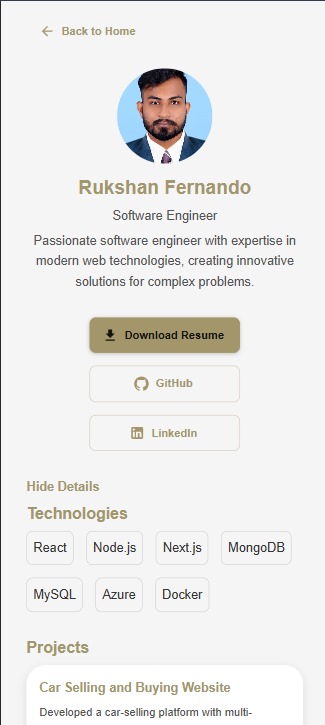 Back to Home
Rukshan Fernando
Software Engineer
Passionate software engineer with expertise in
modern web technologies, creating innovative
solutions for complex problems.
Download Resume
GitHub
LinkedIn
Hide Details
Technologies
React Node.js Next.js MongoDB
MySQL Azure Docker
Projects
Car Selling and Buying Website
Developed a car-selling platform with multi-